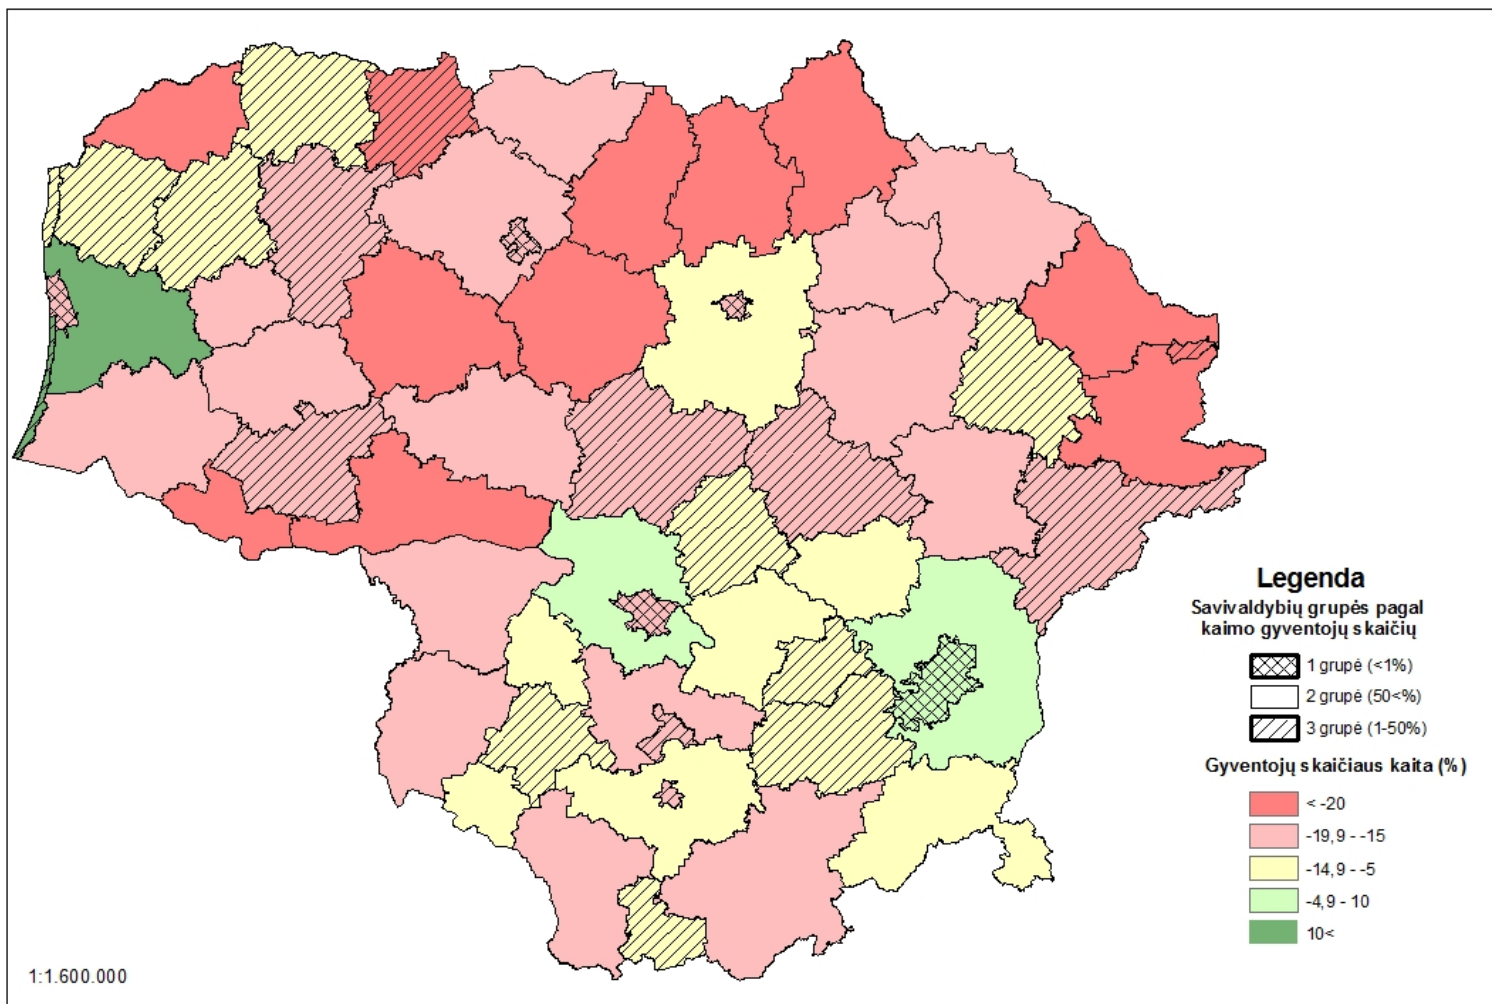 Legenda
Savivaldybių grupės pagal
kaimo gyventojų skaičių
1 grupė (<1%)
2 grupė (50<%)
3 grupė (1-50%)
Gyventojų skaičiaus kaita (%)
< -20
-19,9 - -15
-14,9 - -5
-4,9 - 10
10<
1:1.600.000